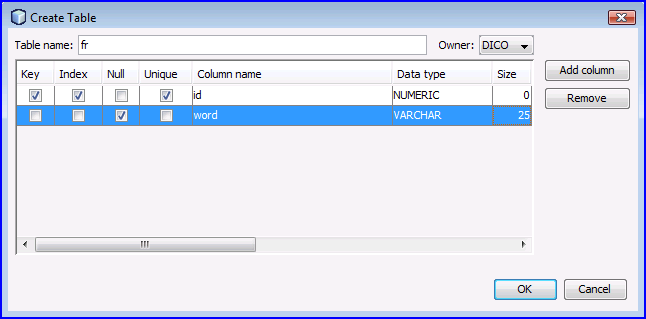 Create Table
Table name: fr Owner: DICO
Key Index Null Unique Column name Data type Size
id NUMERIC 0
word VARCHAR 25
Add column
Remove
OK Cancel